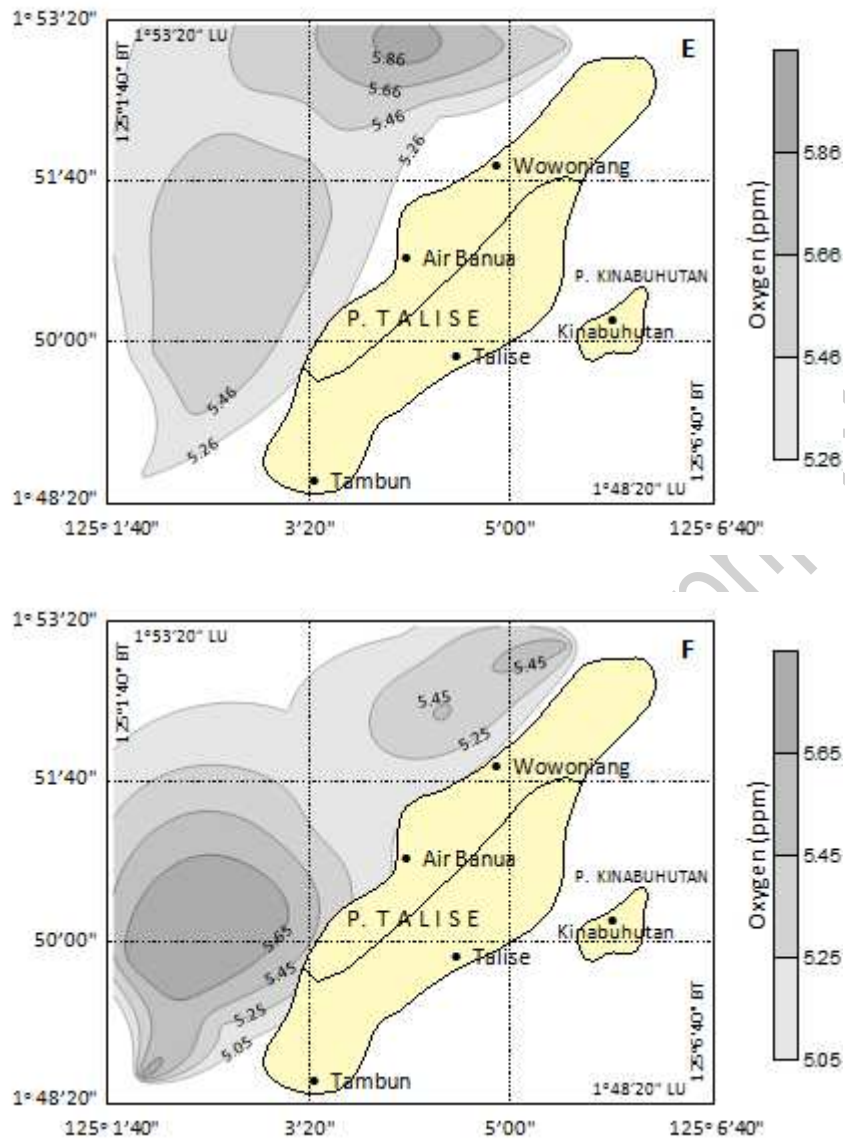 1° 53'20"
1°53'20" LU
125°1'40" BT
E
5.86
5.66
5.46
5.26
Wowoniang
51'40"
Air Banua
P. KINABUHUTAN
P. TALISE
Kinabuhutan
50'00"
Talise
5.46
5.26
125°6'40" BT
Tambun
1°48'20" LU
1° 48'20"
125° 1'40"
3'20"
5'00"
125° 6'40"
Oxygen (ppm)
5.86
5.66
5.46
5.26
1° 53'20"
1°53'20" LU
125°1'40" BT
F
5.45
5.45
5.25
Wowoniang
51'40"
Air Banua
P. KINABUHUTAN
P. TALISE
Kinabuhutan
5.65
50'00"
Talise
5.45
5.25
5.05
125°6'40" BT
Tambun
1°48'20" LU
1° 48'20"
125° 1'40"
3'20"
5'00"
125° 6'40"
Oxygen (ppm)
5.65
5.45
5.25
5.05